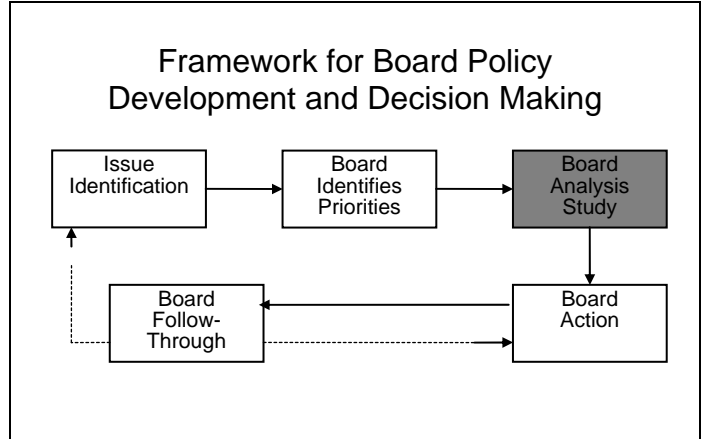 Framework for Board Policy
Development and Decision Making
Issue
Identification
Board
Identifies
Priorities
Board
Analysis
Study
Board
Follow-
Through
Board
Action